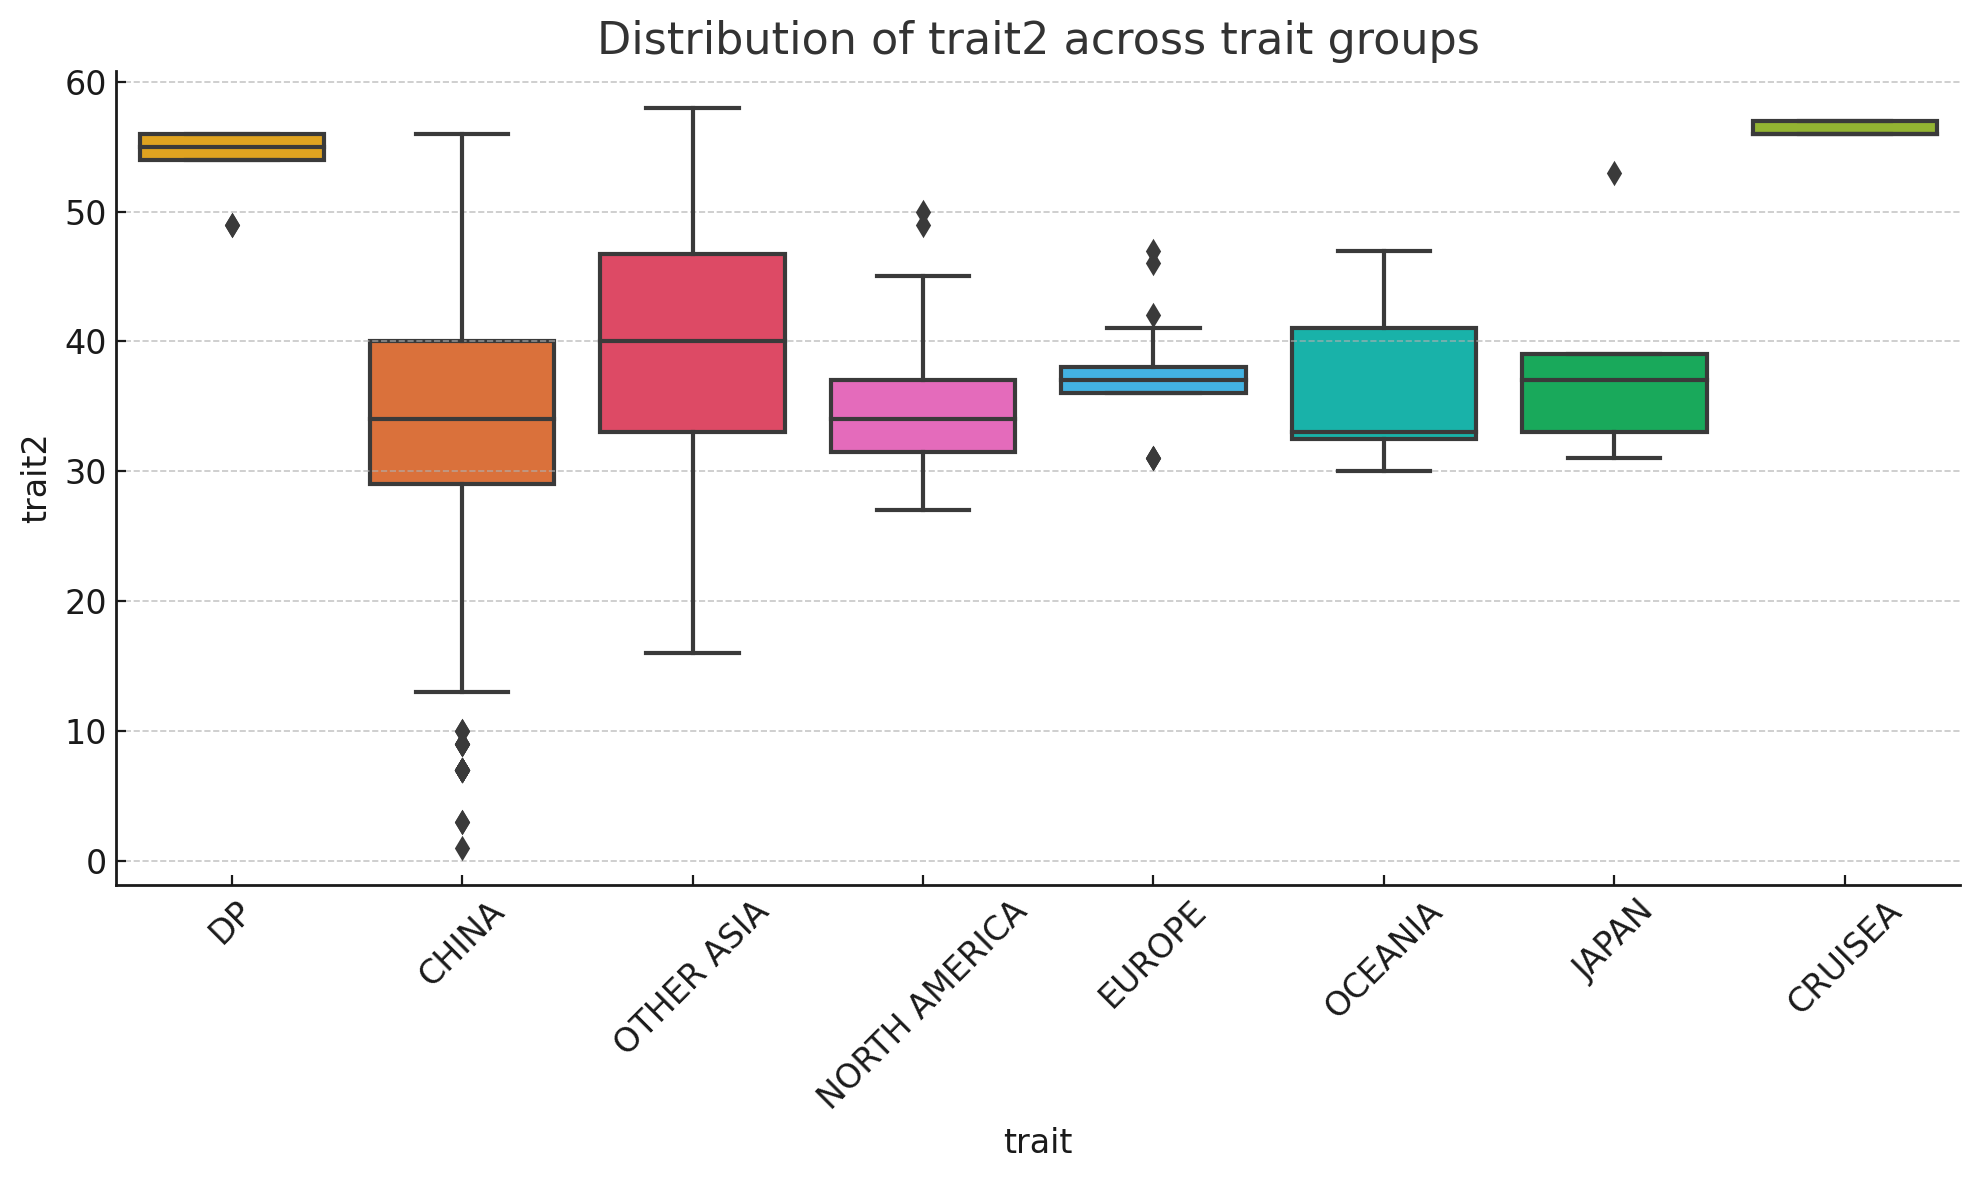 Distribution of trait2 across trait groups
60
50
40
30
20
10
0
trait2
DP
CHINA
OTHER ASIA
NORTH AMERICA
EUROPE
OCEANIA
JAPAN
CRUISEA
trait